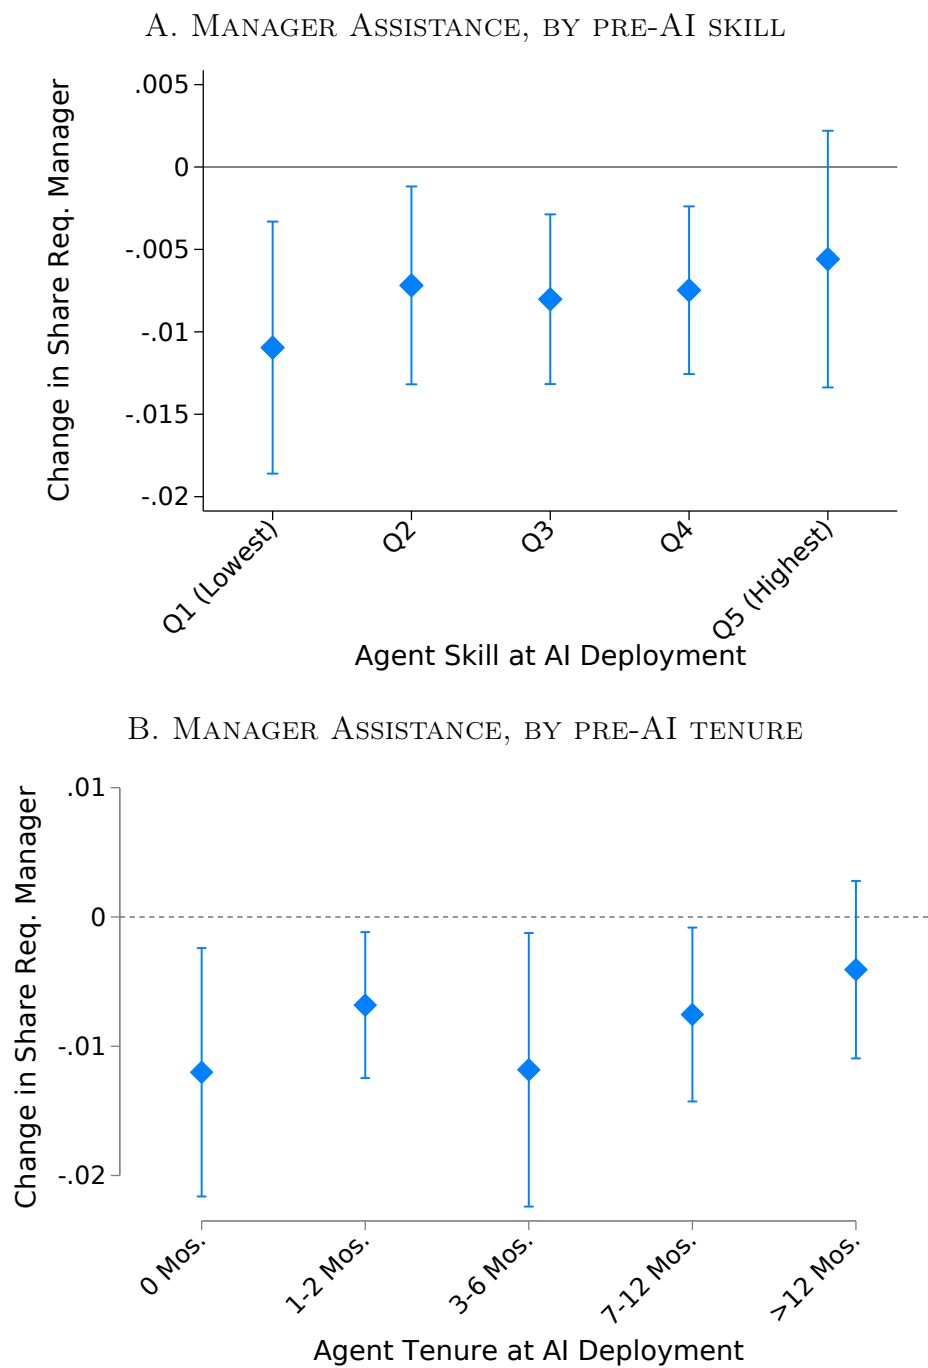 A. Manager Assistance, by pre-AI skill
Change in Share Req. Manager
.005
0
-.005
-.01
-.015
-.02
Q1 (Lowest)
Q2
Q3
Q4
Q5 (Highest)
Agent Skill at AI Deployment
B. Manager Assistance, by pre-AI tenure
Change in Share Req. Manager
.01
0
-.01
-.02
0 Mos.
1-2 Mos.
3-6 Mos.
7-12 Mos.
>12 Mos.
Agent Tenure at AI Deployment